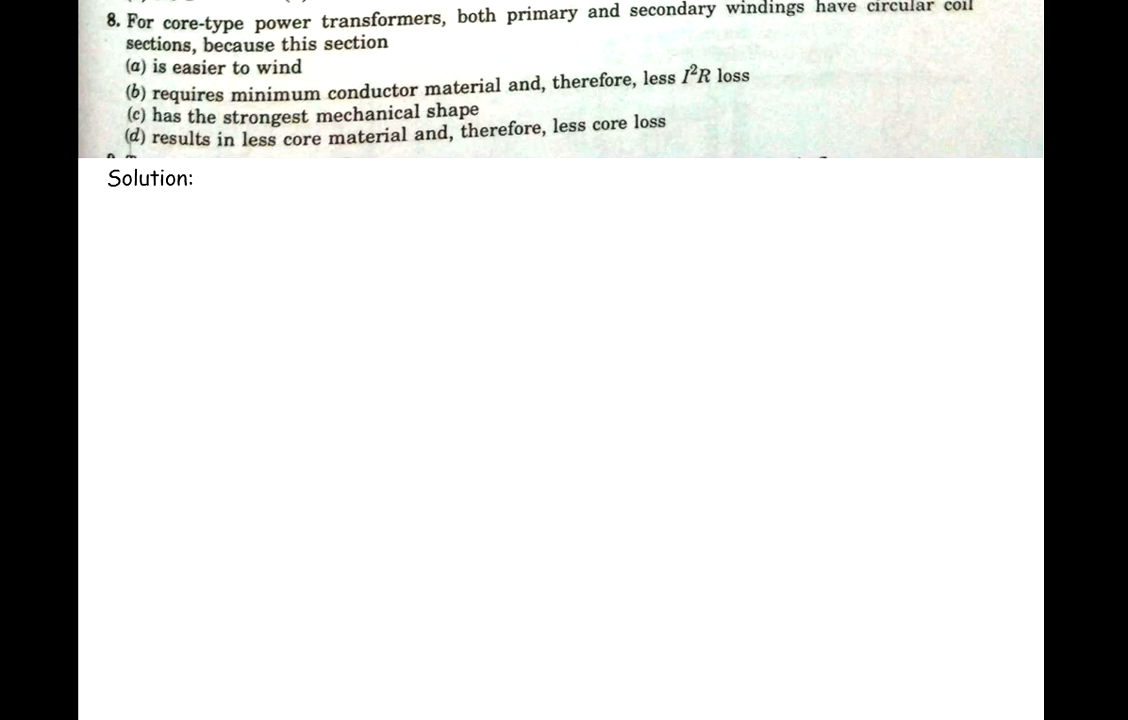 8. For core-type power transformers, both primary and secondary windings have circular coil
sections, because this section
(a) is easier to wind
(b) requires minimum conductor material and, therefore, less I²R loss
(c) has the strongest mechanical shape
(d) results in less core material and, therefore, less core loss
Solution: